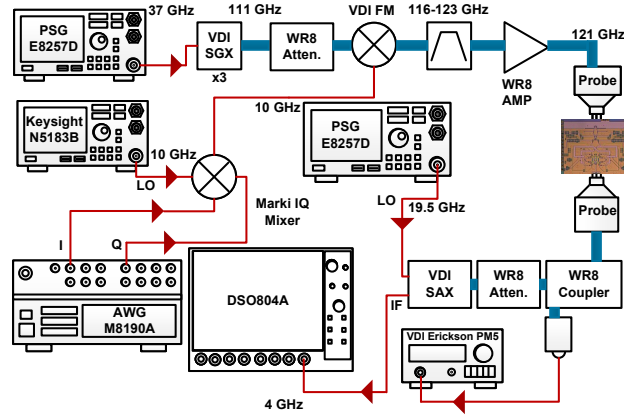 37 GHz
111 GHz
VDI FM
116-123 GHz
PSG
E8257D
VDI
SGX
x3
WR8
Atten.
WR8
AMP
121 GHz
Probe
Keysight
N5183B
10 GHz
LO
10 GHz
PSG
E8257D
LO
19.5 GHz
Marki IQ
Mixer
I
Q
Probe
AWG
M8190A
DSO804A
IF
VDI
SAX
WR8
Atten.
WR8
Coupler
VDI Erickson PM5
4 GHz